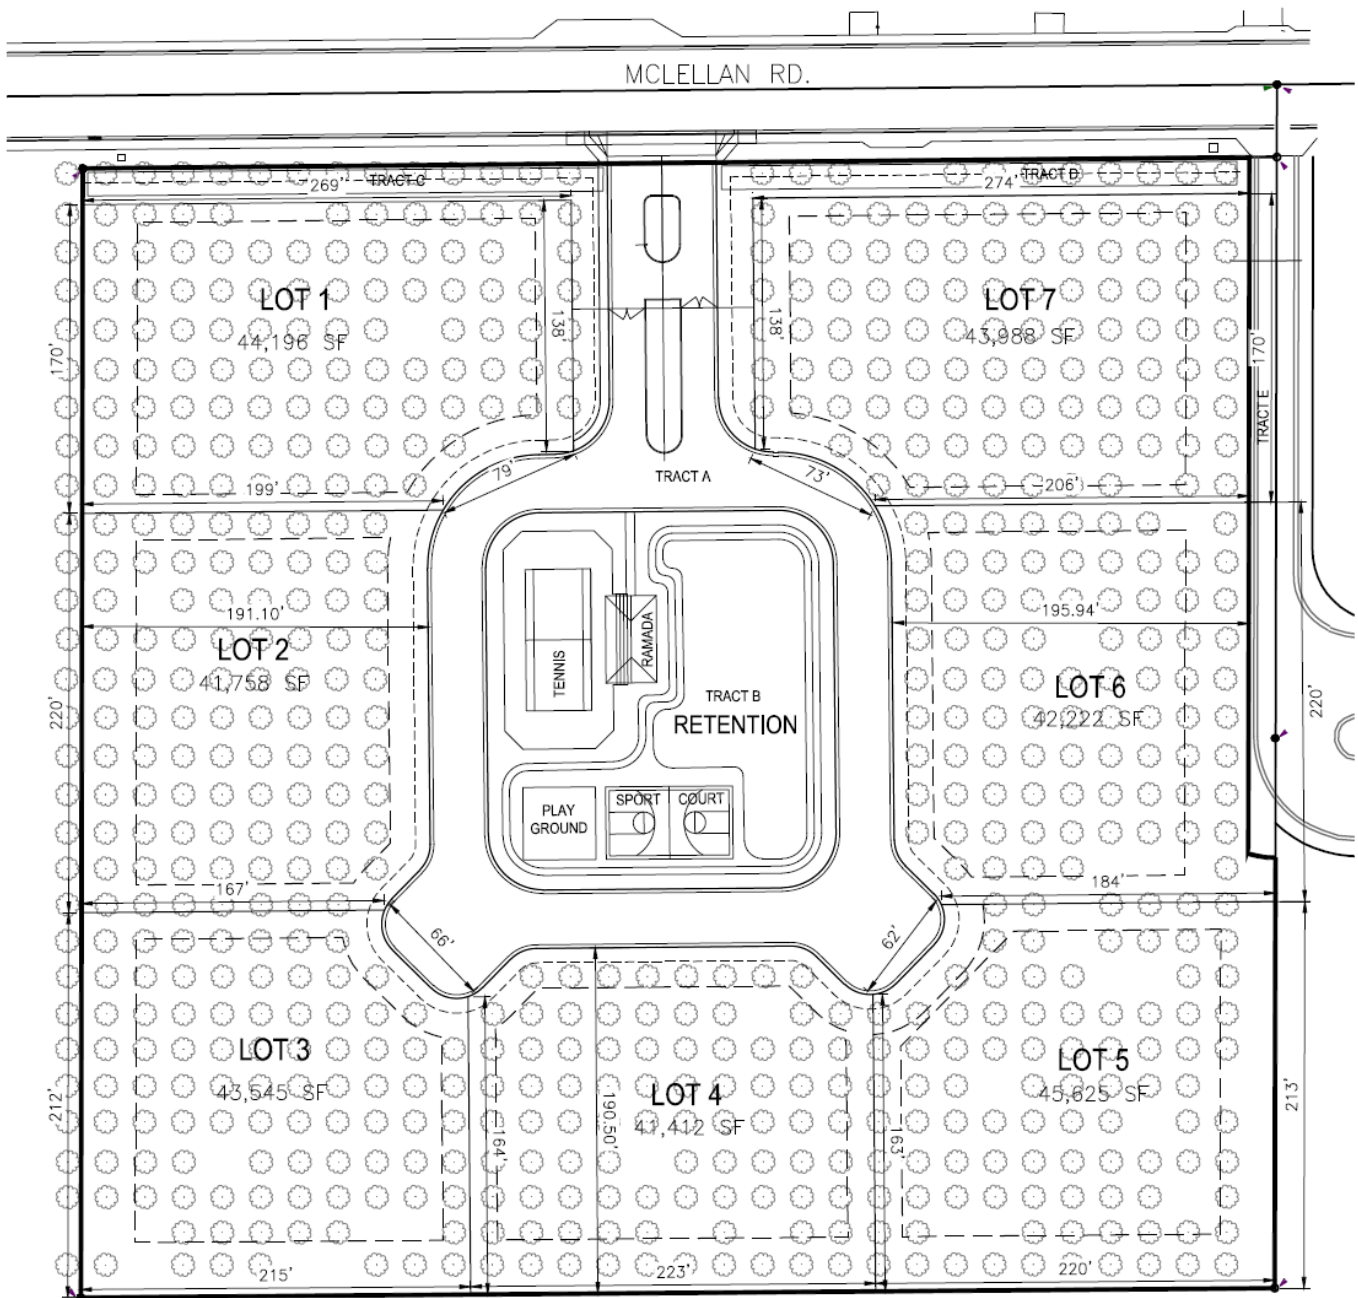 MCLELLAN RD.
269'
TRACT C
274'
TRACT D
LOT 1
44,196 SF
138'
170'
LOT 7
43,988 SF
138'
170'
TRACT E
79'
TRACT A
73'
199'
206'
191.10'
LOT 2
41,758 SF
220'
TENNIS
RAMADA
TRACT B
RETENTION
195.94'
LOT 6
42,222 SF
220'
PLAY
GROUND
SPORT COURT
167'
184'
66'
62'
LOT 3
43,545 SF
212'
164'
190.50'
LOT 4
41,412 SF
163'
LOT 5
45,625 SF
213'
215'
223'
220'